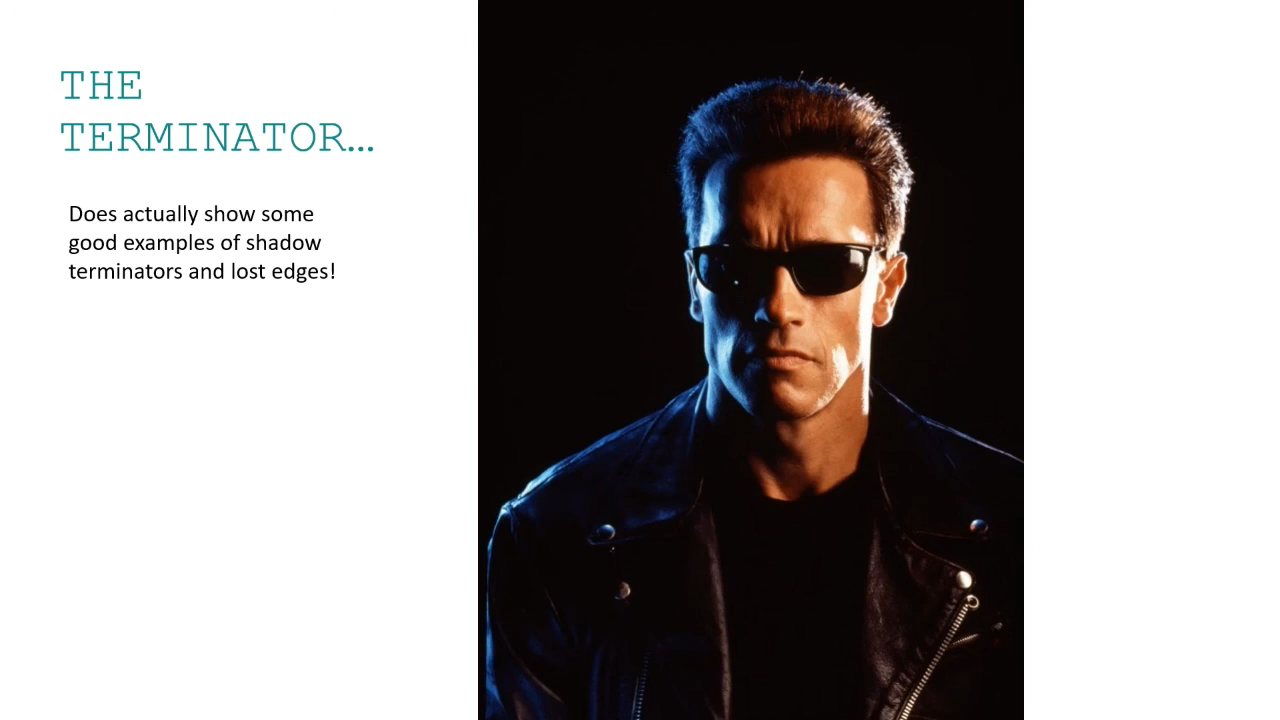 THE
TERMINATOR…
Does actually show some
good examples of shadow
terminators and lost edges!